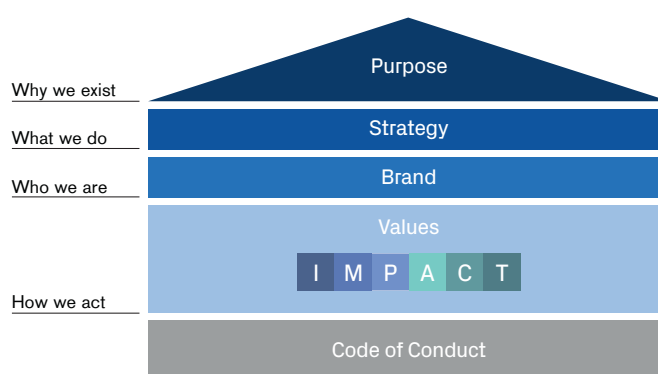 Purpose
Why we exist
Strategy
What we do
Brand
Who we are
Values
I M P A C T
How we act
Code of Conduct